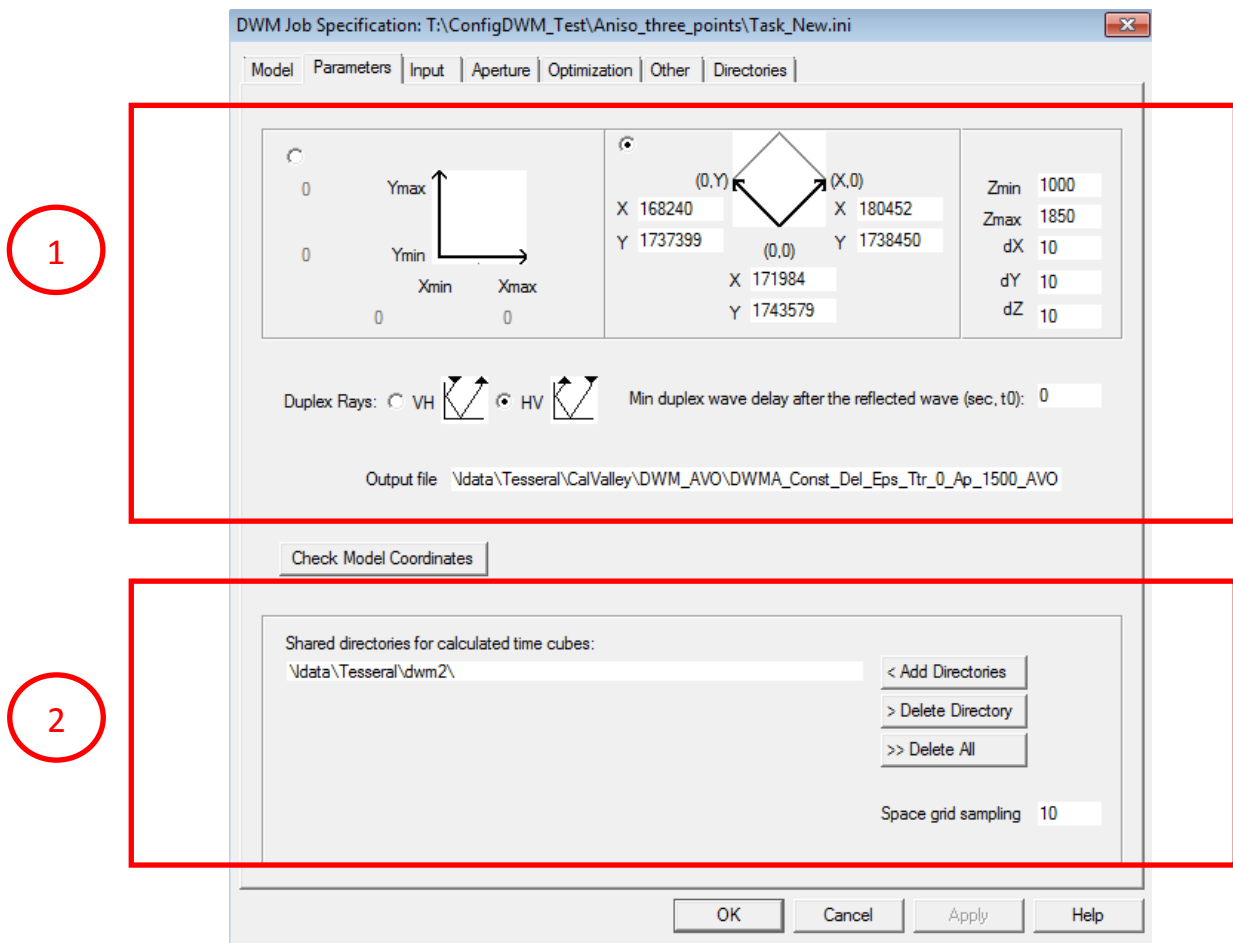 DWM Job Specification: T:\ConfigDWM_Test\Aniso_three_points\Task_New.ini
Model Parameters Input Aperture Optimization Other Directories
1
0 Ymax
0 Ymin
Xmin Xmax
0 0
(0,Y) (X,0)
X 168240 X 180452
Y 1737399 Y 1738450
(0,0)
X 171984
Y 1743579
Zmin 1000
Zmax 1850
dX 10
dY 10
dZ 10
Duplex Rays: VH HV Min duplex wave delay after the reflected wave (sec, t0): 0
Output file \ldata\Tesseral\CalValley\DWM_AVO\DWMA_Const_Del_Eps_Ttr_0_Ap_1500_AVO
Check Model Coordinates
2
Shared directories for calculated time cubes:
\ldata\Tesseral\dwm2\
< Add Directories
> Delete Directory
>> Delete All
Space grid sampling 10
OK Cancel Apply Help